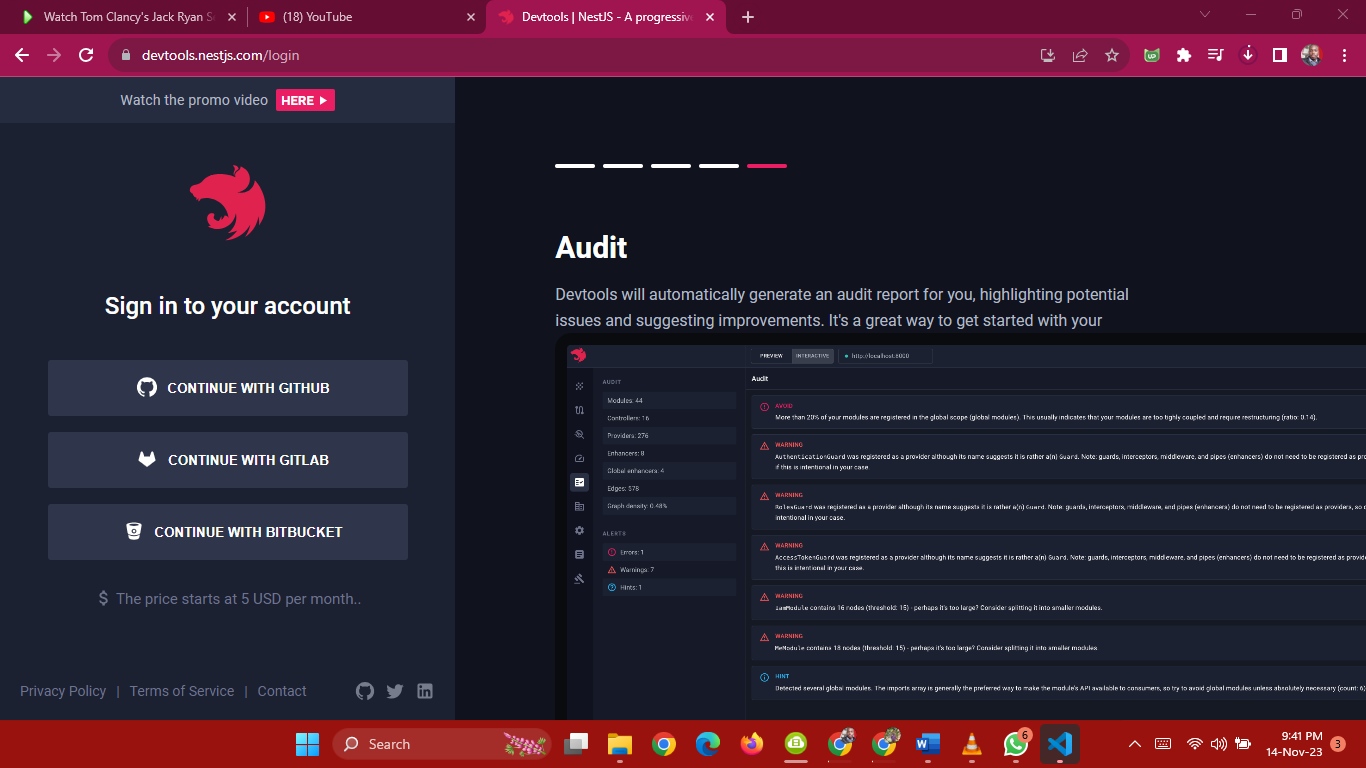 Watch Tom Clancy's Jack Ryan S
(18) YouTube
Devtools | NestJS - A progressive
devtools.nestjs.com/login
Watch the promo video HERE
Sign in to your account
CONTINUE WITH GITHUB
CONTINUE WITH GITLAB
CONTINUE WITH BITBUCKET
The price starts at 5 USD per month..
Privacy Policy | Terms of Service | Contact
Audit
Devtools will automatically generate an audit report for you, highlighting potential
issues and suggesting improvements. It's a great way to get started with your
PREVIEW INTERACTIVE http://localhost:8000
AUDIT
Modules: 44
Controllers: 16
Providers: 276
Enhancers: 8
Global enhancers: 4
Edges: 578
Graph density: 0.48%
ALERTS
Errors: 1
Warnings: 7
Hints: 1
Audit
AVOID
More than 20% of your modules are registered in the global scope (global modules). This usually indicates that your modules are too tightly coupled and require restructuring (ratio: 0.14).
WARNING
AuthenticationGuard was registered as a provider although its name suggests it is rather a(n) Guard. Note: guards, interceptors, middleware, and pipes (enhancers) do not need to be registered as pro
if this is intentional in your case.
WARNING
RolesGuard was registered as a provider although its name suggests it is rather a(n) Guard. Note: guards, interceptors, middleware, and pipes (enhancers) do not need to be registered as providers, so
intentional in your case.
WARNING
AccessTokenGuard was registered as a provider although its name suggests it is rather a(n) Guard. Note: guards, interceptors, middleware, and pipes (enhancers) do not need to be registered as provide
this is intentional in your case.
WARNING
IamModule contains 16 nodes (threshold: 15) - perhaps it's too large? Consider splitting it into smaller modules.
WARNING
MeModule contains 18 nodes (threshold: 15) - perhaps it's too large? Consider splitting it into smaller modules
HINT
Detected several global modules. The imports array is generally the preferred way to make the module's API available to consumers, so try to avoid global modules unless absolutely necessary (count: 6)
Search
6
9:41 PM
14-Nov-23
3